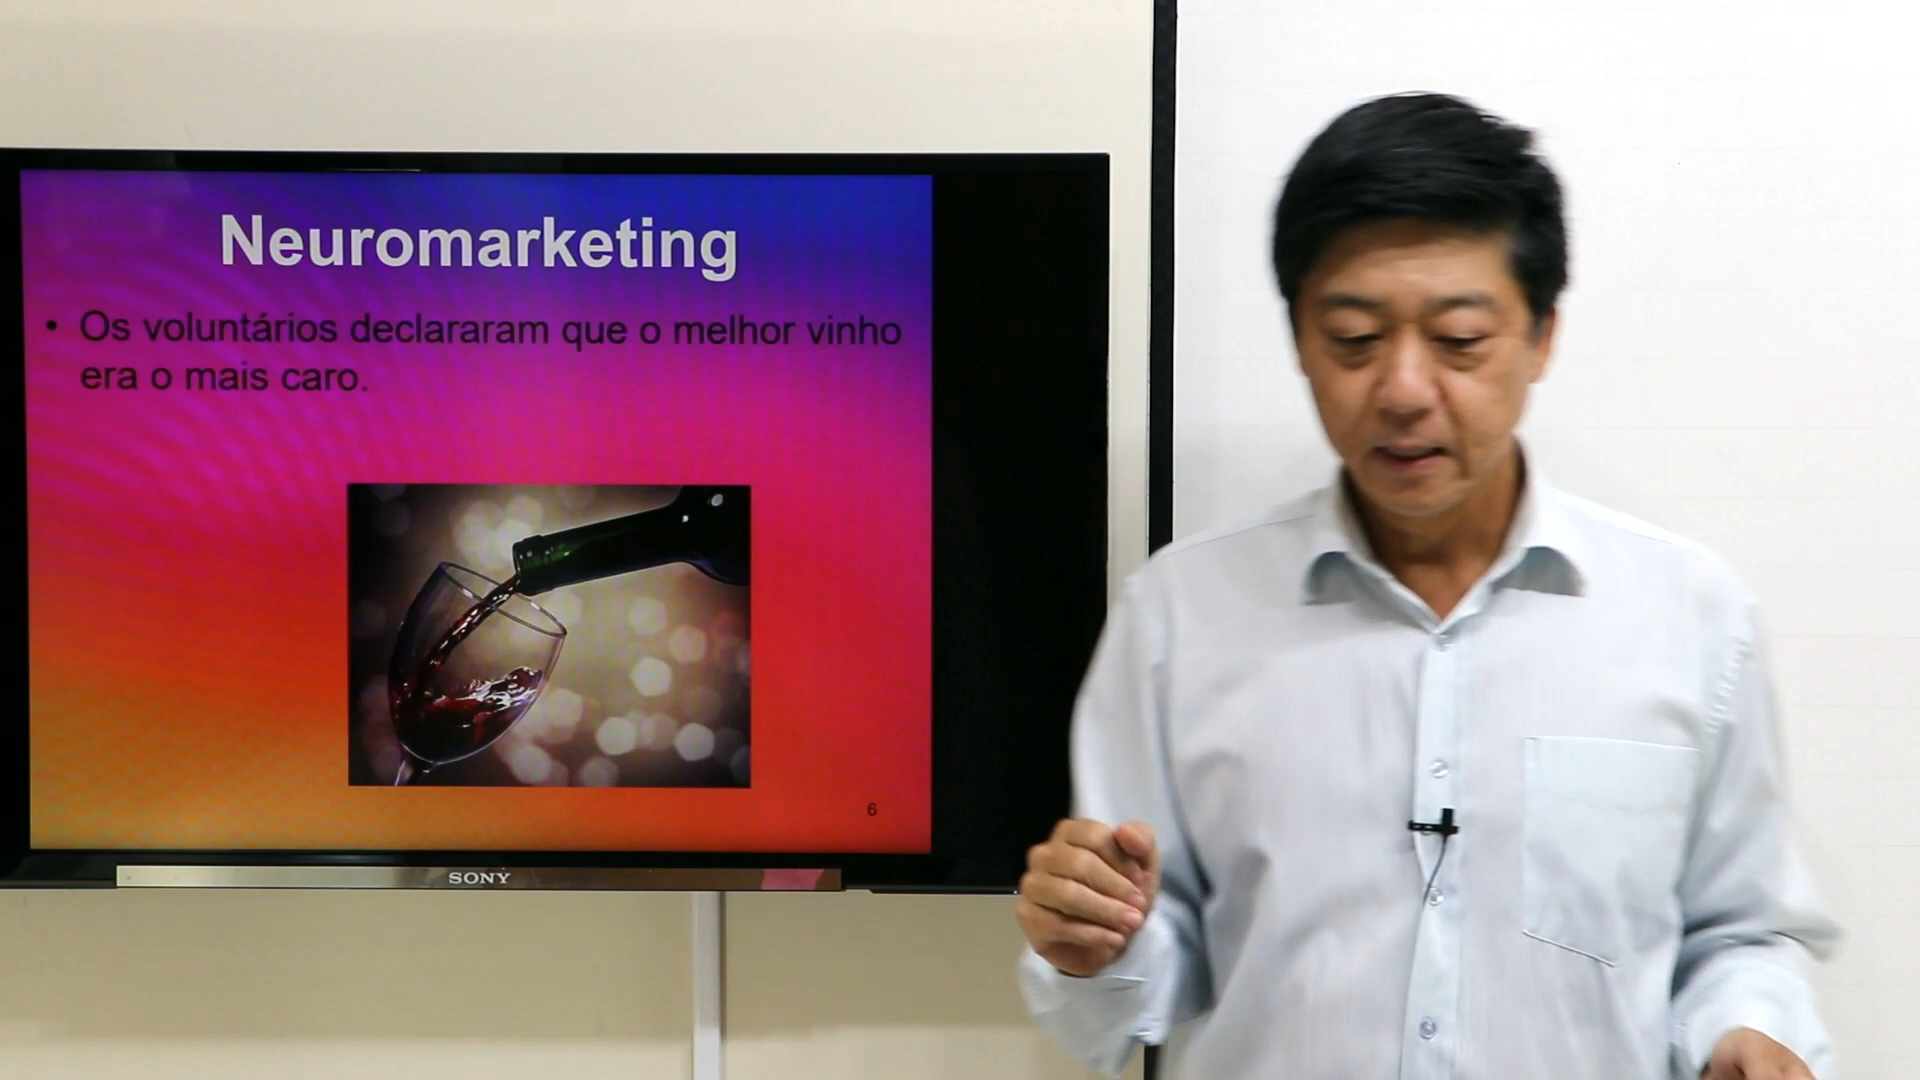 Neuromarketing
• Os voluntários declararam que o melhor vinho
era o mais caro.
6
SONY